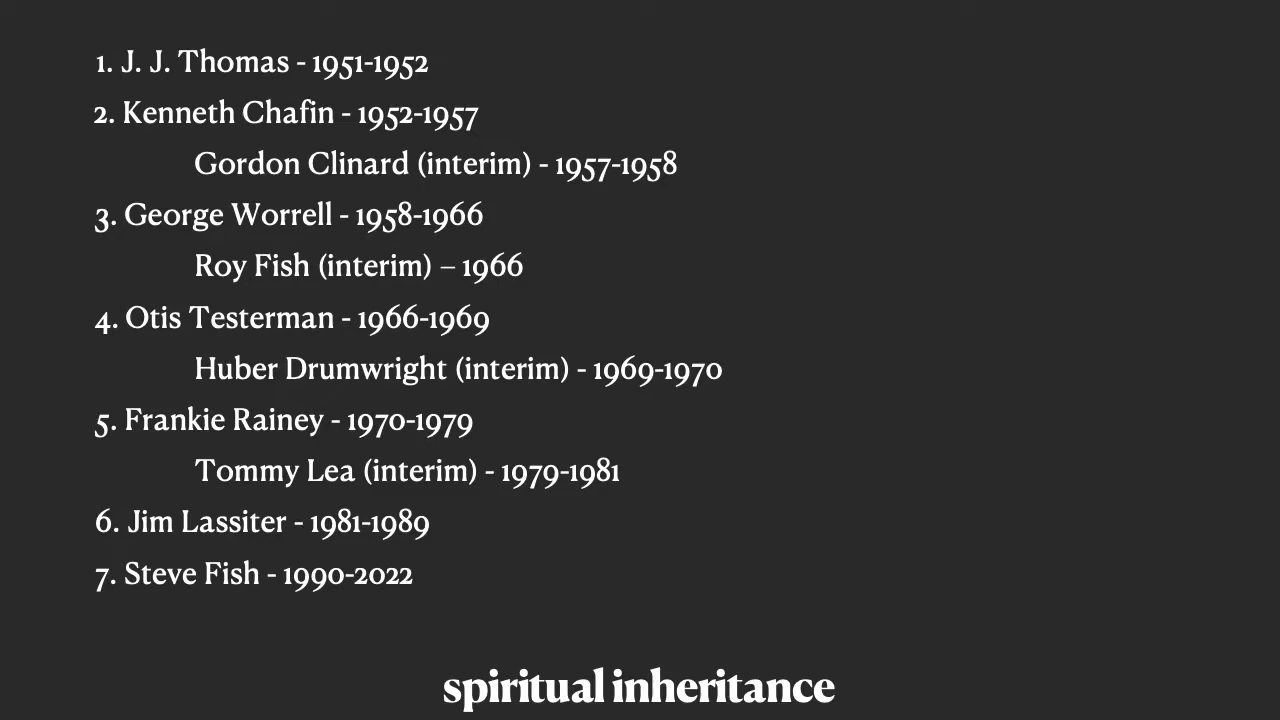 1. J. J. Thomas - 1951-1952
2. Kenneth Chafin - 1952-1957
Gordon Clinard (interim) - 1957-1958
3. George Worrell - 1958-1966
Roy Fish (interim) – 1966
4. Otis Testerman - 1966-1969
Huber Drumwright (interim) - 1969-1970
5. Frankie Rainey - 1970-1979
Tommy Lea (interim) - 1979-1981
6. Jim Lassiter - 1981-1989
7. Steve Fish - 1990-2022
spiritual inheritance